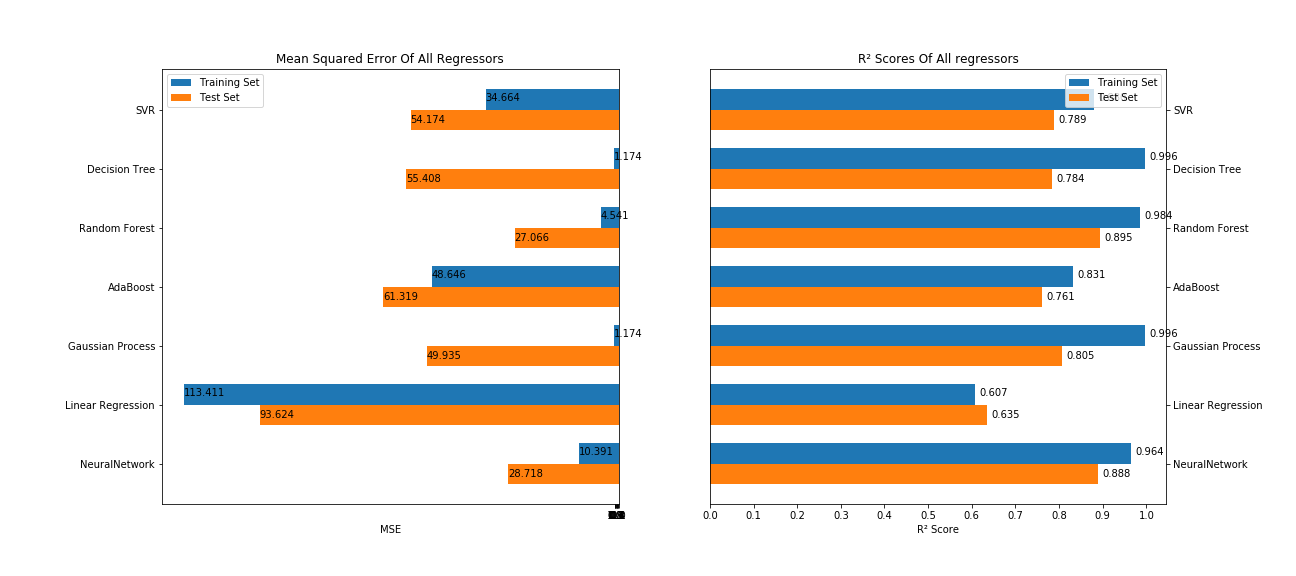 Mean Squared Error Of All Regressors
Training Set
Test Set
SVR
34.664
54.174
Decision Tree
1.174
55.408
Random Forest
4.541
27.066
AdaBoost
48.646
61.319
Gaussian Process
1.174
49.935
Linear Regression
113.411
93.624
NeuralNetwork
10.391
28.718
MSE
R² Scores Of All regressors
Training Set
Test Set
SVR
0.789
0.996
Decision Tree
0.784
0.984
Random Forest
0.895
0.831
AdaBoost
0.761
0.996
Gaussian Process
0.805
0.607
Linear Regression
0.635
0.964
NeuralNetwork
0.888
0.0 0.1 0.2 0.3 0.4 0.5 0.6 0.7 0.8 0.9 1.0
R² Score